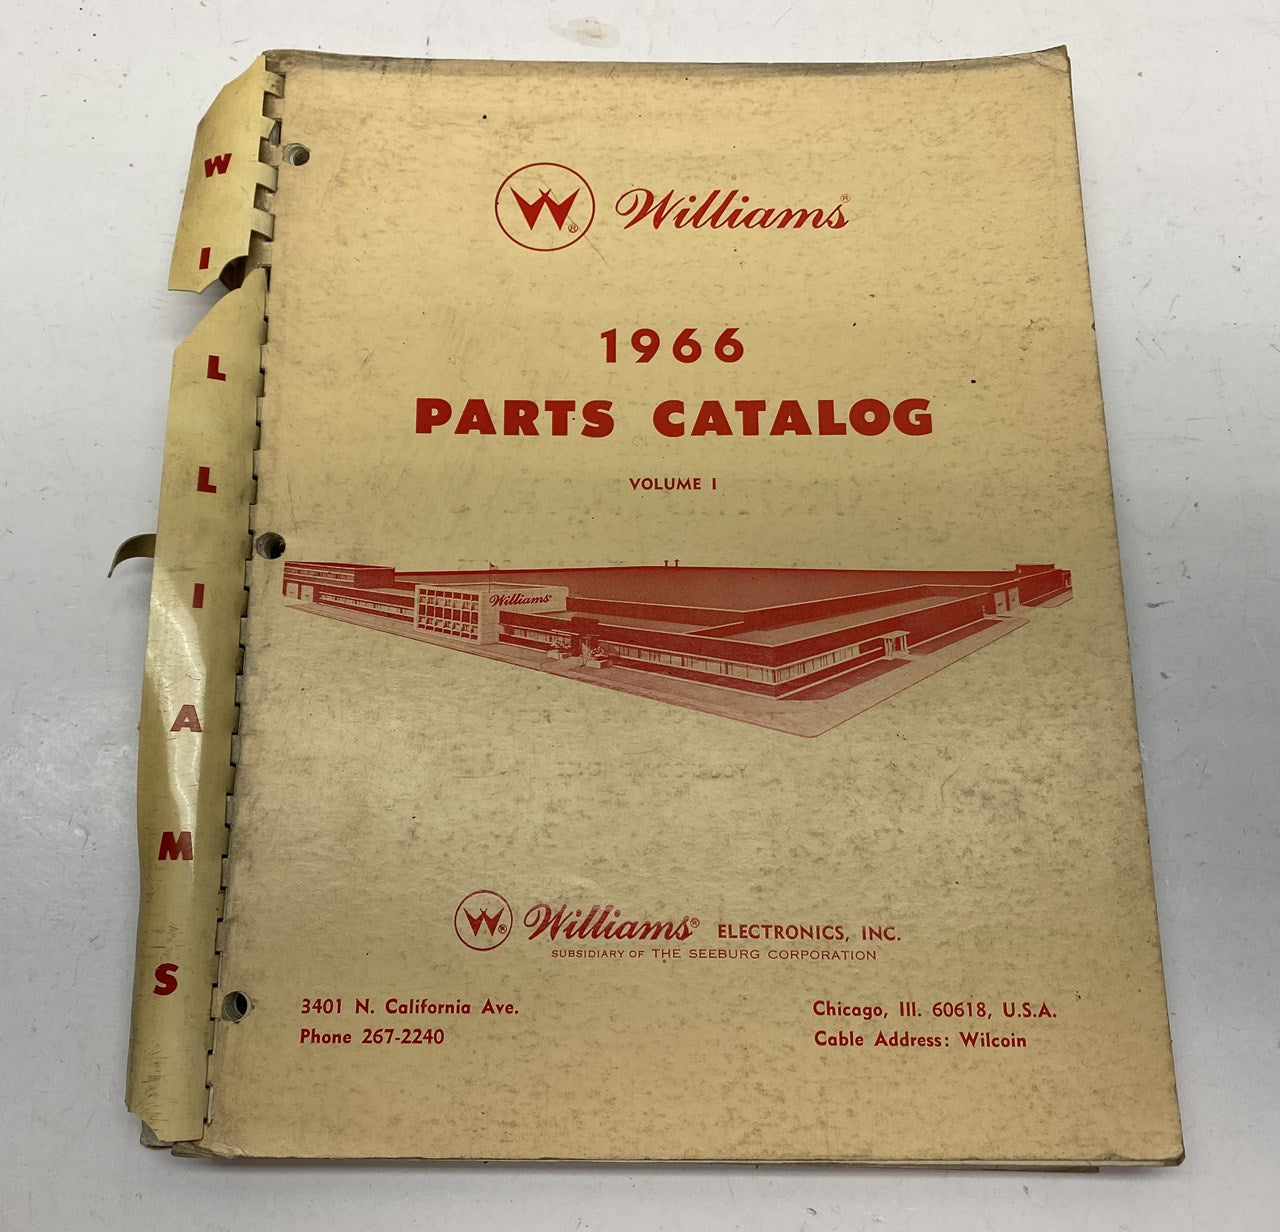 WILLIAMS
W® Williams®
1966
PARTS CATALOG
VOLUME I
Williams®
W® Williams® ELECTRONICS, INC.
SUBSIDIARY OF THE SEEBURG CORPORATION
3401 N. California Ave.
Phone 267-2240
Chicago, Ill. 60618, U.S.A.
Cable Address: Wilcoin